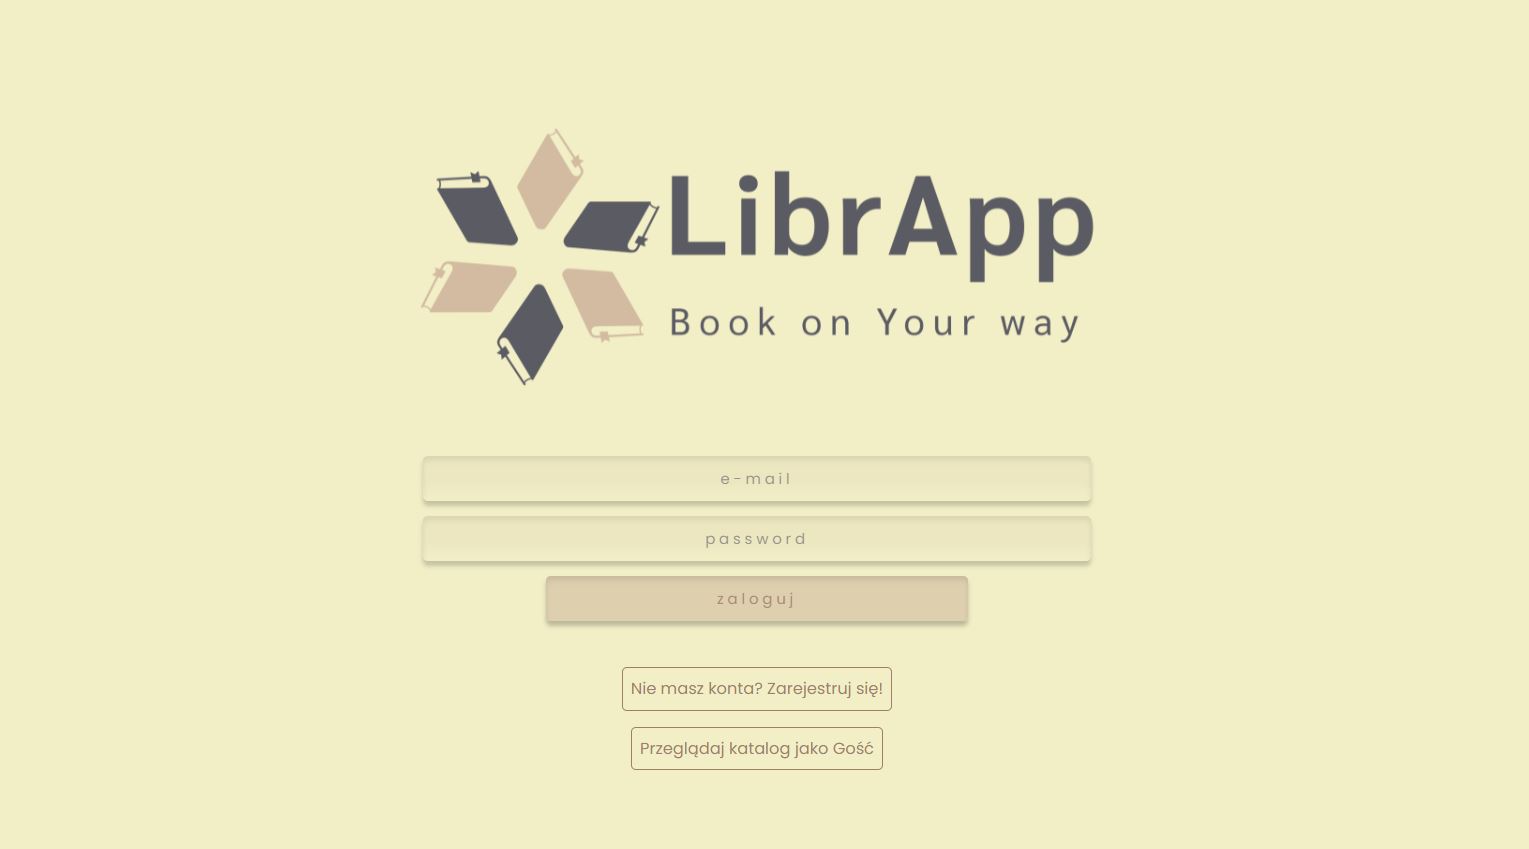 LibrApp
Book on Your way
e-mail
password
zaloguj
Nie masz konta? Zarejestruj się!
Przeglądaj katalog jako Gość